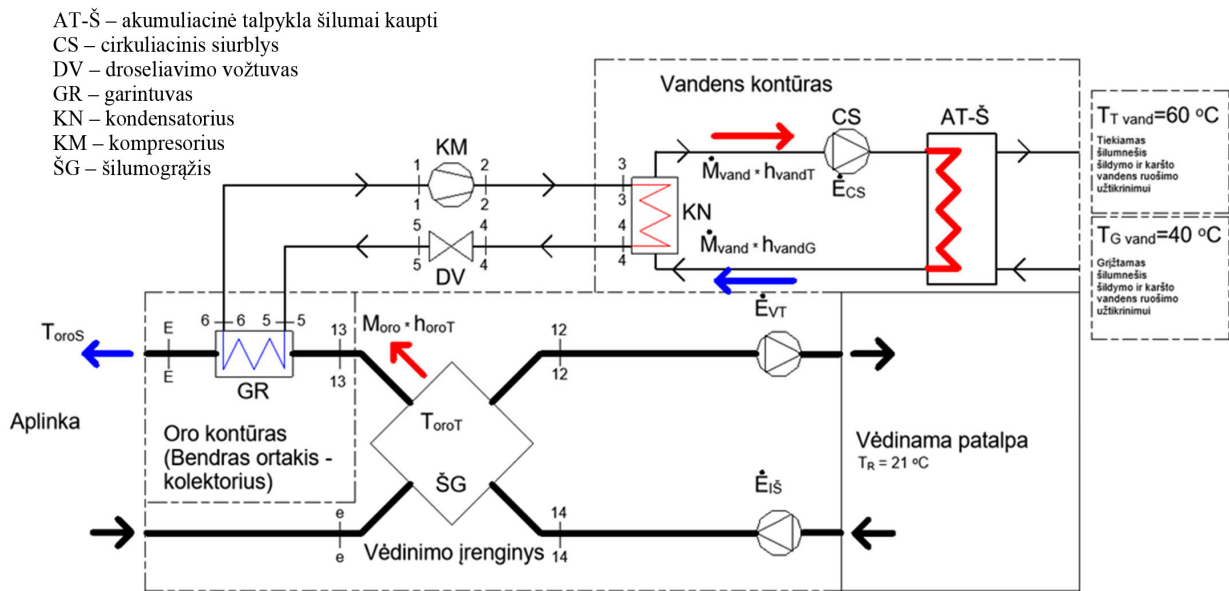 AT-Š – akumuliacinė talpykla šilumai kaupti
CS – cirkuliacinis siurblys
DV – droseliavimo vožtuvas
GR – garintuvas
KN – kondensatorius
KM – kompresorius
ŠG – šilumogrąžis
Vandens kontūras
CS
AT-Š
KM
1
2
1
2
3
3
4
4
KN
Ṁvand * hvandT
ĖCS
Ṁvand * hvandG
5
4
5
4
DV
TT vand=60 ºC
Tiekiamas
šilumnešis
šildymo ir karšto
vandens ruošimo
užtikrinimui
TG vand=40 ºC
Grįžtamas
šilumnešis
šildymo ir karšto
vandens ruošimo
užtikrinimui
ToroS
E
E
6
6
5
5
GR
13
13
Moro * horoT
12
12
ĖVT
Aplinka
Oro kontūras
(Bendras ortakis -
kolektorius)
ToroT
ŠG
Vėdinama patalpa
TR = 21 ºC
ĖIŠ
e
e
14
14
Vėdinimo įrenginys